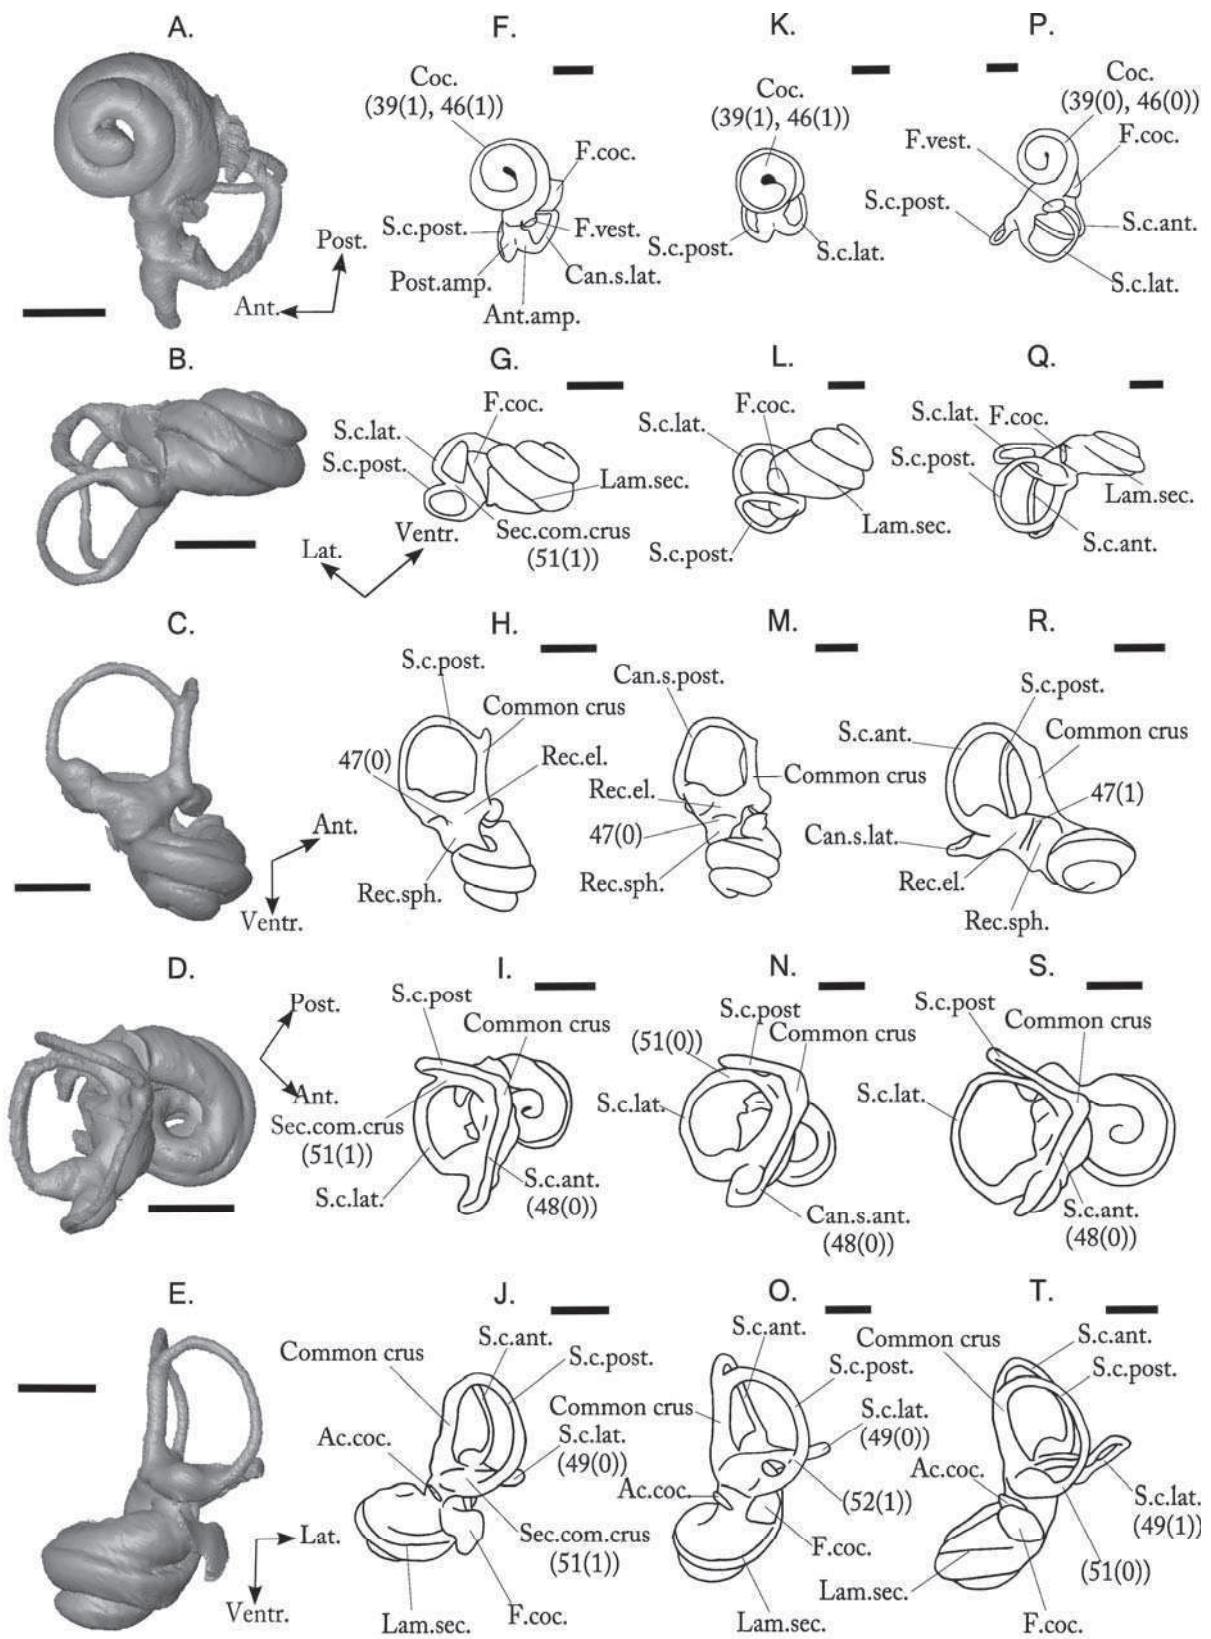 A.
F.
K.
P.
Coc.
(39(1), 46(1))
F.coc.
S.c.post.
F.vest.
Post.amp.
Can.s.lat.
Ant.amp.
Post.
Ant.
Coc.
(39(1), 46(1))
S.c.post.
S.c.lat.
Coc.
(39(0), 46(0))
F.vest.
F.coc.
S.c.post.
S.c.ant.
S.c.lat.
B.
G.
L.
Q.
F.coc.
S.c.lat.
S.c.post.
Lam.sec.
Ventr.
Sec.com.crus
(51(1))
Lat.
F.coc.
S.c.lat.
Lam.sec.
S.c.post.
S.c.lat.
F.coc.
S.c.post.
Lam.sec.
S.c.ant.
C.
H.
M.
R.
S.c.post.
Common crus
47(0)
Rec.el.
Ant.
Rec.sph.
Ventr.
Can.s.post.
Common crus
Rec.el.
47(0)
Rec.sph.
S.c.post.
S.c.ant.
Common crus
47(1)
Can.s.lat.
Rec.el.
Rec.sph.
D.
I.
N.
S.
Post.
Ant.
S.c.post
Common crus
Sec.com.crus
(51(1))
S.c.lat.
S.c.ant.
(48(0))
S.c.post
(51(0))
Common crus
S.c.lat.
Can.s.ant.
(48(0))
S.c.post
Common crus
S.c.lat.
S.c.ant.
(48(0))
E.
J.
O.
T.
Lat.
Ventr.
S.c.ant.
Common crus
S.c.post.
Ac.coc.
S.c.lat.
(49(0))
Sec.com.crus
(51(1))
F.coc.
Lam.sec.
S.c.ant.
S.c.post.
Common crus
S.c.lat.
(49(0))
Ac.coc.
(52(1))
F.coc.
Lam.sec.
Common crus
S.c.ant.
S.c.post.
Ac.coc.
S.c.lat.
(49(1))
(51(0))
Lam.sec.
F.coc.